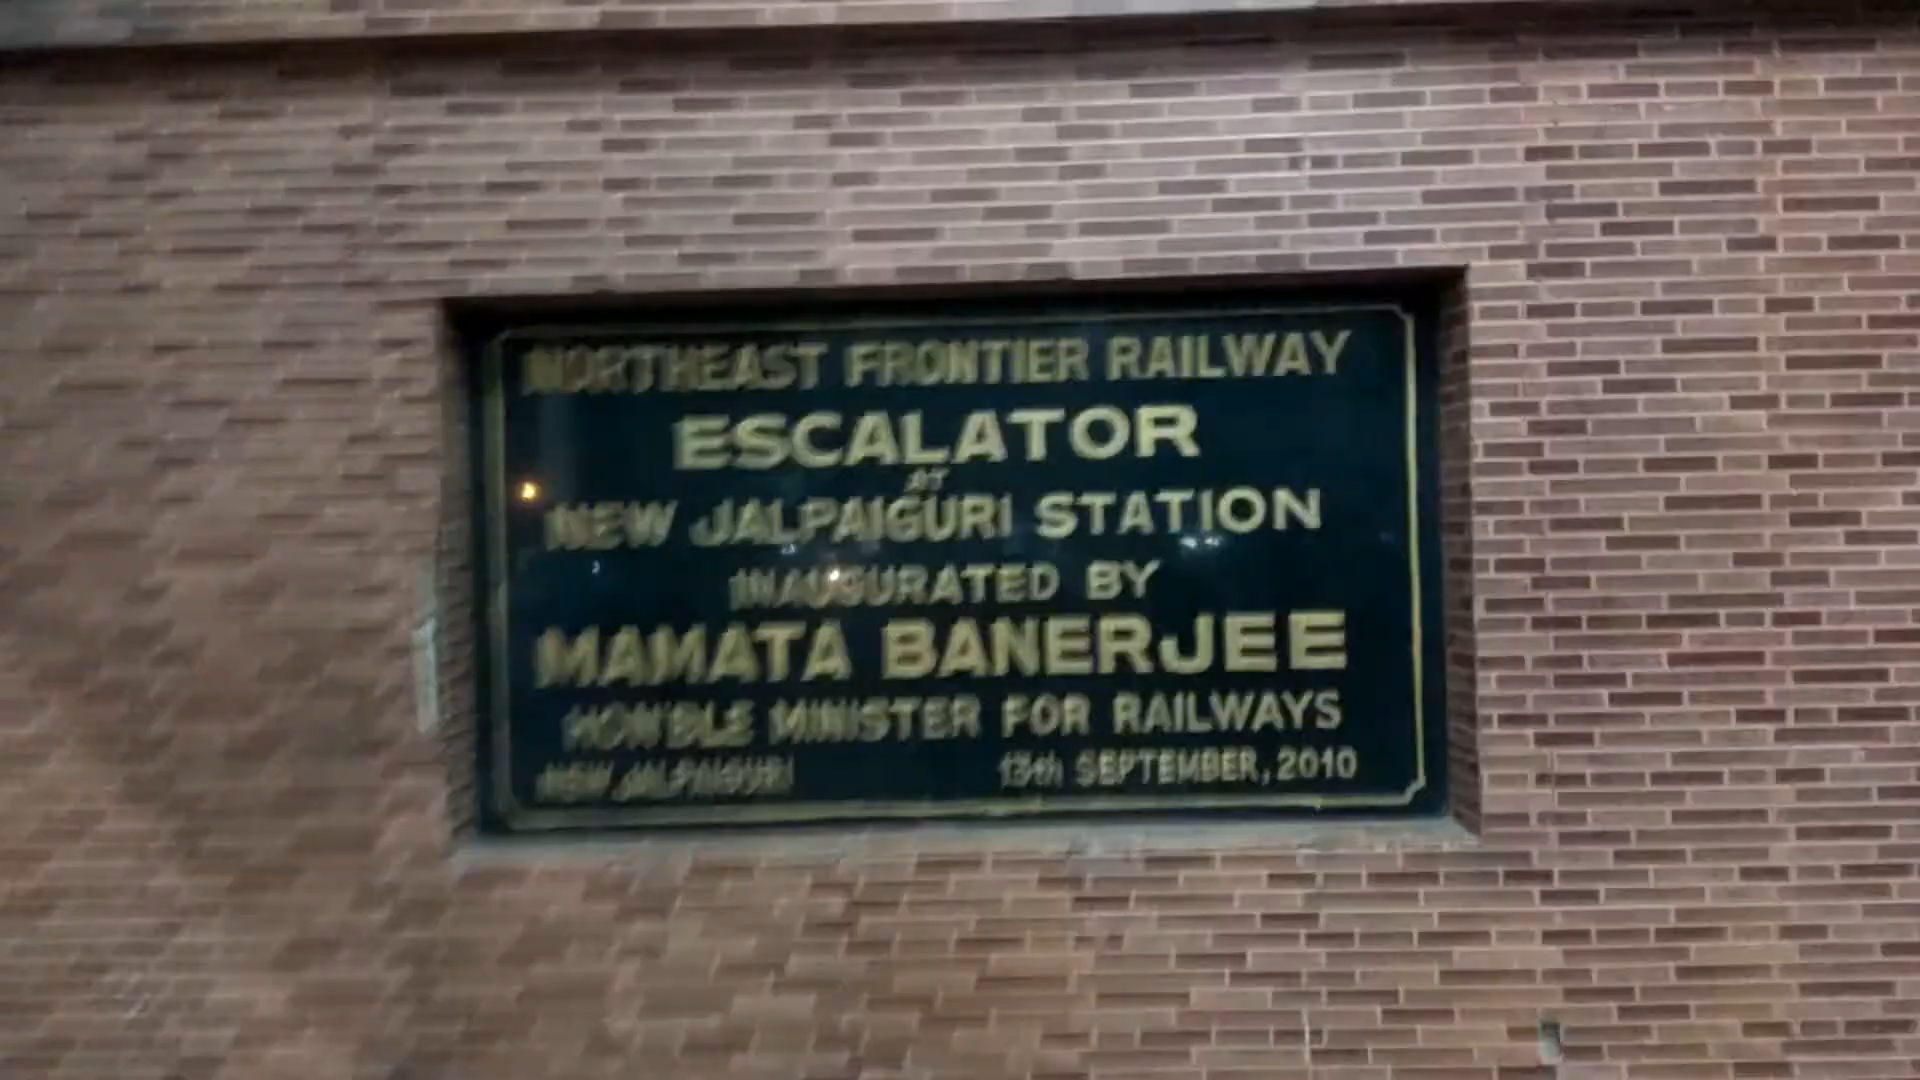 NORTHEAST FRONTIER RAILWAY
ESCALATOR
AT
NEW JALPAIGURI STATION
INAUGURATED BY
MAMATA BANERJEE
HON'BLE MINISTER FOR RAILWAYS
NEW JALPAIGURI 13th SEPTEMBER, 2010